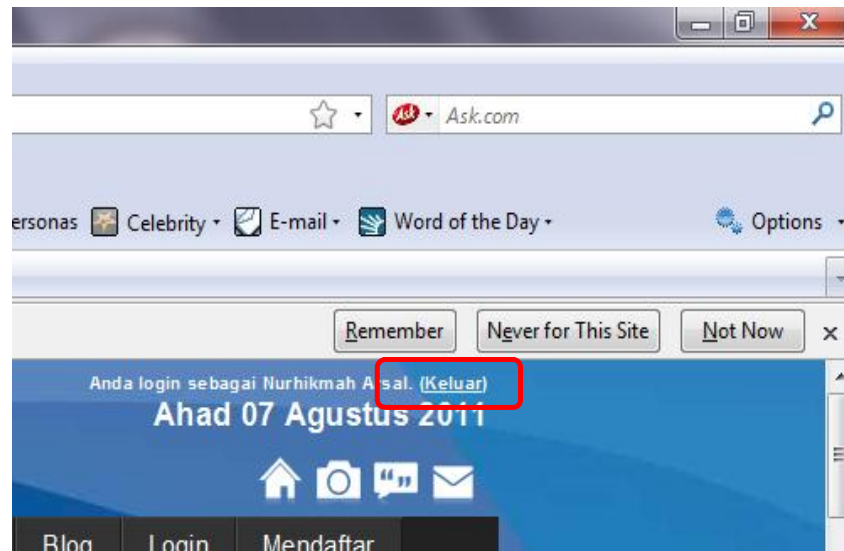 Ask Ask.com
ersonas Celebrity E-mail Word of the Day Options
Remember Never for This Site Not Now
Anda login sebagai Nurhikmah Arsal. (Keluar)
Ahad 07 Agustus 2011
Blog Login Mendaftar